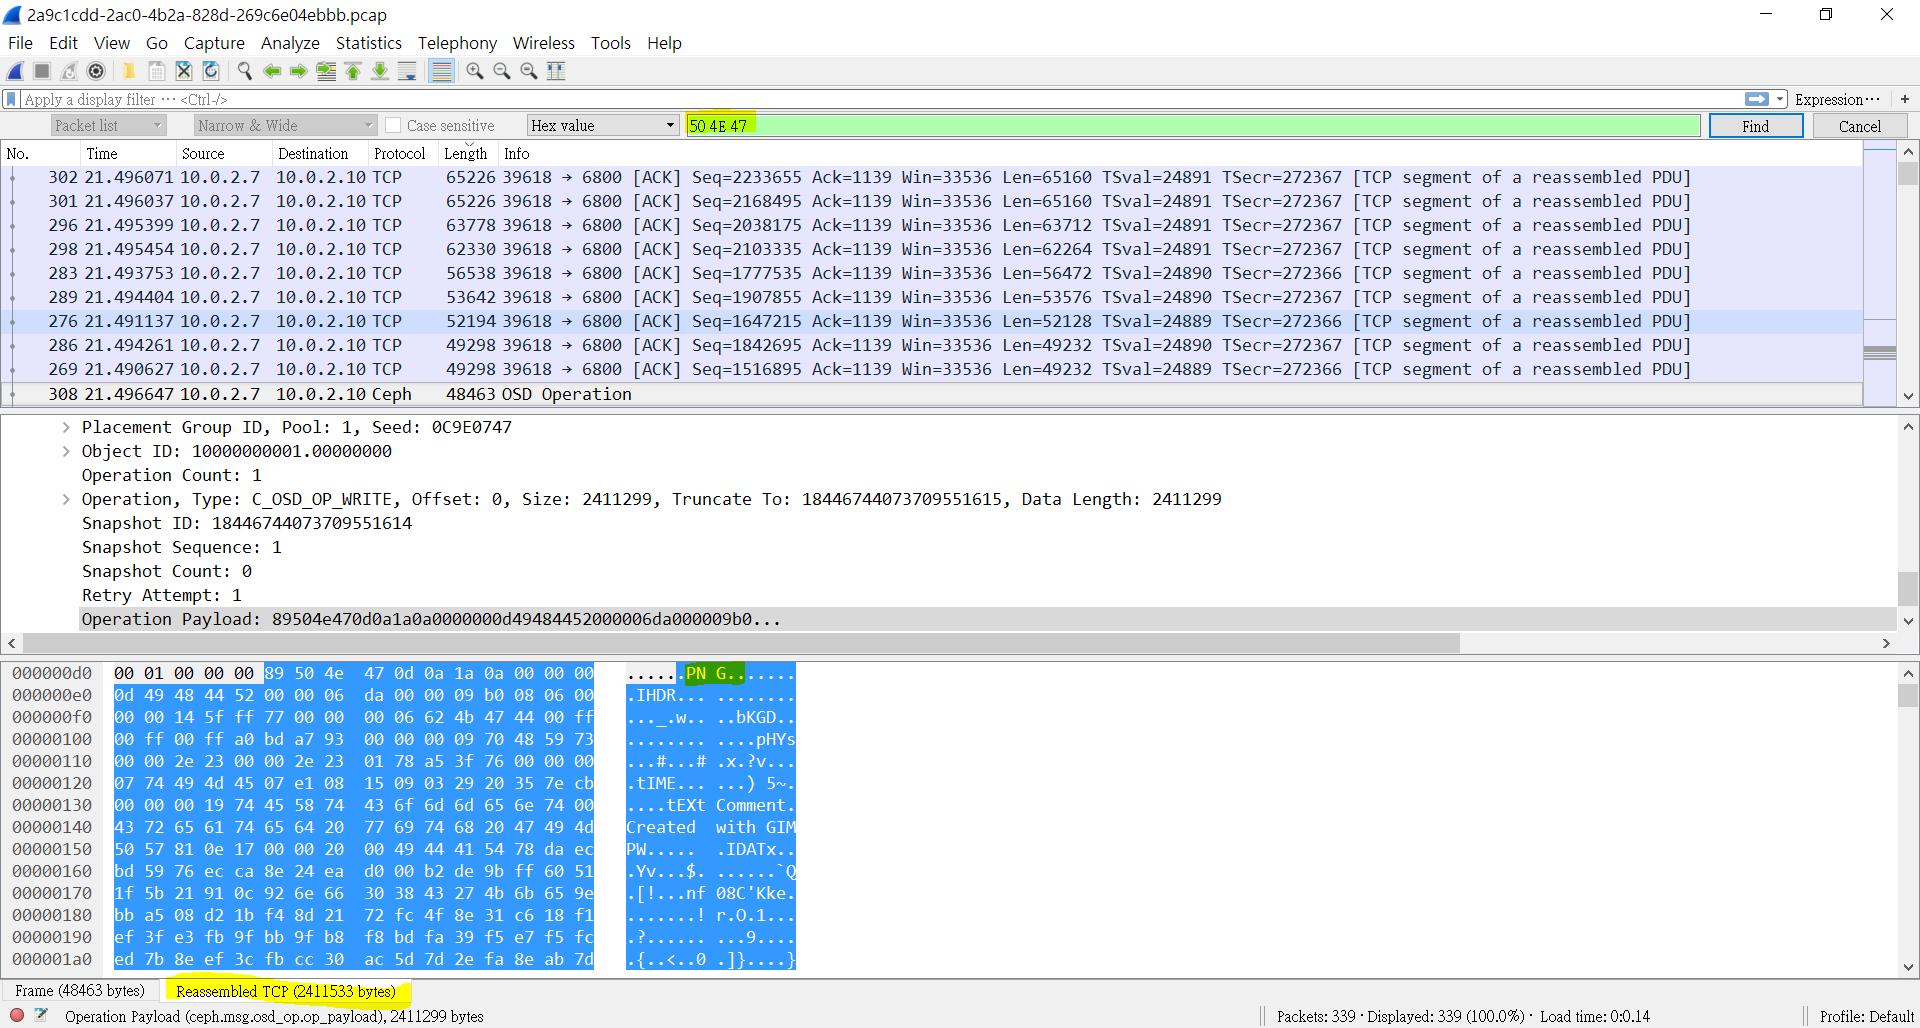 2a9c1cdd-2ac0-4b2a-828d-269c6e04ebbb.pcap
File Edit View Go Capture Analyze Statistics Telephony Wireless Tools Help
Apply a display filter ··· <Ctrl-/> Expression··· +
Packet list Narrow & Wide Case sensitive Hex value 50 4E 47 Find Cancel
No. Time Source Destination Protocol Length Info
302 21.496071 10.0.2.7 10.0.2.10 TCP 65226 39618 → 6800 [ACK] Seq=2233655 Ack=1139 Win=33536 Len=65160 TSval=24891 TSecr=272367 [TCP segment of a reassembled PDU]
301 21.496037 10.0.2.7 10.0.2.10 TCP 65226 39618 → 6800 [ACK] Seq=2168495 Ack=1139 Win=33536 Len=65160 TSval=24891 TSecr=272367 [TCP segment of a reassembled PDU]
296 21.495399 10.0.2.7 10.0.2.10 TCP 63778 39618 → 6800 [ACK] Seq=2038175 Ack=1139 Win=33536 Len=63712 TSval=24891 TSecr=272367 [TCP segment of a reassembled PDU]
298 21.495454 10.0.2.7 10.0.2.10 TCP 62330 39618 → 6800 [ACK] Seq=2103335 Ack=1139 Win=33536 Len=62264 TSval=24891 TSecr=272367 [TCP segment of a reassembled PDU]
283 21.493753 10.0.2.7 10.0.2.10 TCP 56538 39618 → 6800 [ACK] Seq=1777535 Ack=1139 Win=33536 Len=56472 TSval=24890 TSecr=272366 [TCP segment of a reassembled PDU]
289 21.494404 10.0.2.7 10.0.2.10 TCP 53642 39618 → 6800 [ACK] Seq=1907855 Ack=1139 Win=33536 Len=53576 TSval=24890 TSecr=272367 [TCP segment of a reassembled PDU]
276 21.491137 10.0.2.7 10.0.2.10 TCP 52194 39618 → 6800 [ACK] Seq=1647215 Ack=1139 Win=33536 Len=52128 TSval=24889 TSecr=272366 [TCP segment of a reassembled PDU]
286 21.494261 10.0.2.7 10.0.2.10 TCP 49298 39618 → 6800 [ACK] Seq=1842695 Ack=1139 Win=33536 Len=49232 TSval=24890 TSecr=272367 [TCP segment of a reassembled PDU]
269 21.490627 10.0.2.7 10.0.2.10 TCP 49298 39618 → 6800 [ACK] Seq=1516895 Ack=1139 Win=33536 Len=49232 TSval=24889 TSecr=272366 [TCP segment of a reassembled PDU]
308 21.496647 10.0.2.7 10.0.2.10 Ceph 48463 OSD Operation
Placement Group ID, Pool: 1, Seed: 0C9E0747
Object ID: 10000000001.00000000
Operation Count: 1
Operation, Type: C_OSD_OP_WRITE, Offset: 0, Size: 2411299, Truncate To: 18446744073709551615, Data Length: 2411299
Snapshot ID: 18446744073709551614
Snapshot Sequence: 1
Snapshot Count: 0
Retry Attempt: 1
Operation Payload: 89504e470d0a1a0a0000000d49484452000006da000009b0...
000000d0 00 01 00 00 00 89 50 4e 47 0d 0a 1a 0a 00 00 00 ......PN G.......
000000e0 0d 49 48 44 52 00 00 06 da 00 00 09 b0 08 06 00 .IHDR... ........
000000f0 00 00 14 5f ff 77 00 00 00 06 62 4b 47 44 00 ff ..._.w.. ..bKGD..
00000100 00 ff 00 ff a0 bd a7 93 00 00 00 09 70 48 59 73 ........ ....pHYs
00000110 00 00 2e 23 00 00 2e 23 01 78 a5 3f 76 00 00 00 ...#...# .x.?v...
00000120 07 74 49 4d 45 07 e1 08 15 09 03 29 20 35 7e cb .tIME... ...) 5~.
00000130 00 00 00 19 74 45 58 74 43 6f 6d 6d 65 6e 74 00 ....tEXt Comment.
00000140 43 72 65 61 74 65 64 20 77 69 74 68 20 47 49 4d Created  with GIM
00000150 50 57 81 0e 17 00 00 20 00 49 44 41 54 78 da ec PW..... .IDATx..
00000160 bd 59 76 ec ca 8e 24 ea d0 00 b2 de 9b ff 60 51 .Yv...$. ......`Q
00000170 1f 5b 21 91 0c 92 6e 66 30 38 43 27 4b 6b 65 9e .[!...nf 08C'Kke.
00000180 bb a5 08 d2 1b f4 8d 21 72 fc 4f 8e 31 c6 18 f1 .......! r.O.1...
00000190 ef 3f e3 fb 9f bb 9f b8 f8 bd fa 39 f5 e7 f5 fc .?...... ...9....
000001a0 ed 7b 8e ef 3c fb cc 30 ac 5d 7d 2e fa 8e ab 7d .{..<..0 .]}....}
Frame (48463 bytes) Reassembled TCP (2411533 bytes)
Operation Payload (ceph.msg.osd_op.op_payload), 2411299 bytes Packets: 339 · Displayed: 339 (100.0%) · Load time: 0:0.14 Profile: Default